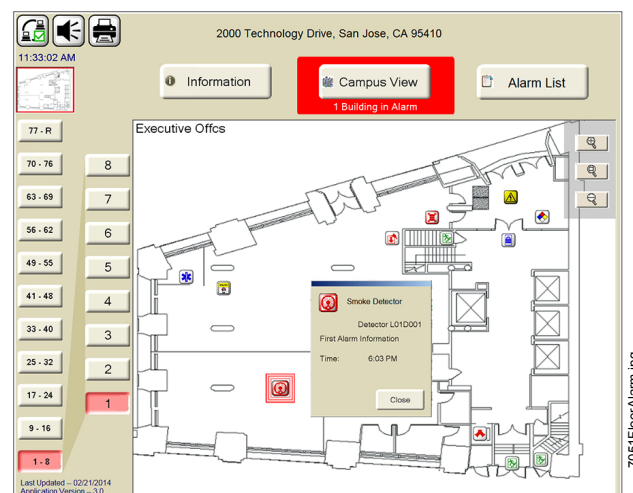 2000 Technology Drive, San Jose, CA 95410
11:33:02 AM
Information
Campus View
Alarm List
1 Building in Alarm
Executive Offcs
77 - R
70 - 76
63 - 69
56 - 62
49 - 55
41 - 48
33 - 40
25 - 32
17 - 24
9 - 16
1 - 8
8
7
6
5
4
3
2
1
Smoke Detector
Detector L01D001
First Alarm Information
Time: 6:03 PM
Close
Last Updated – 02/21/2014
Application Version – 3.0
7051FloorAlarm.jpg